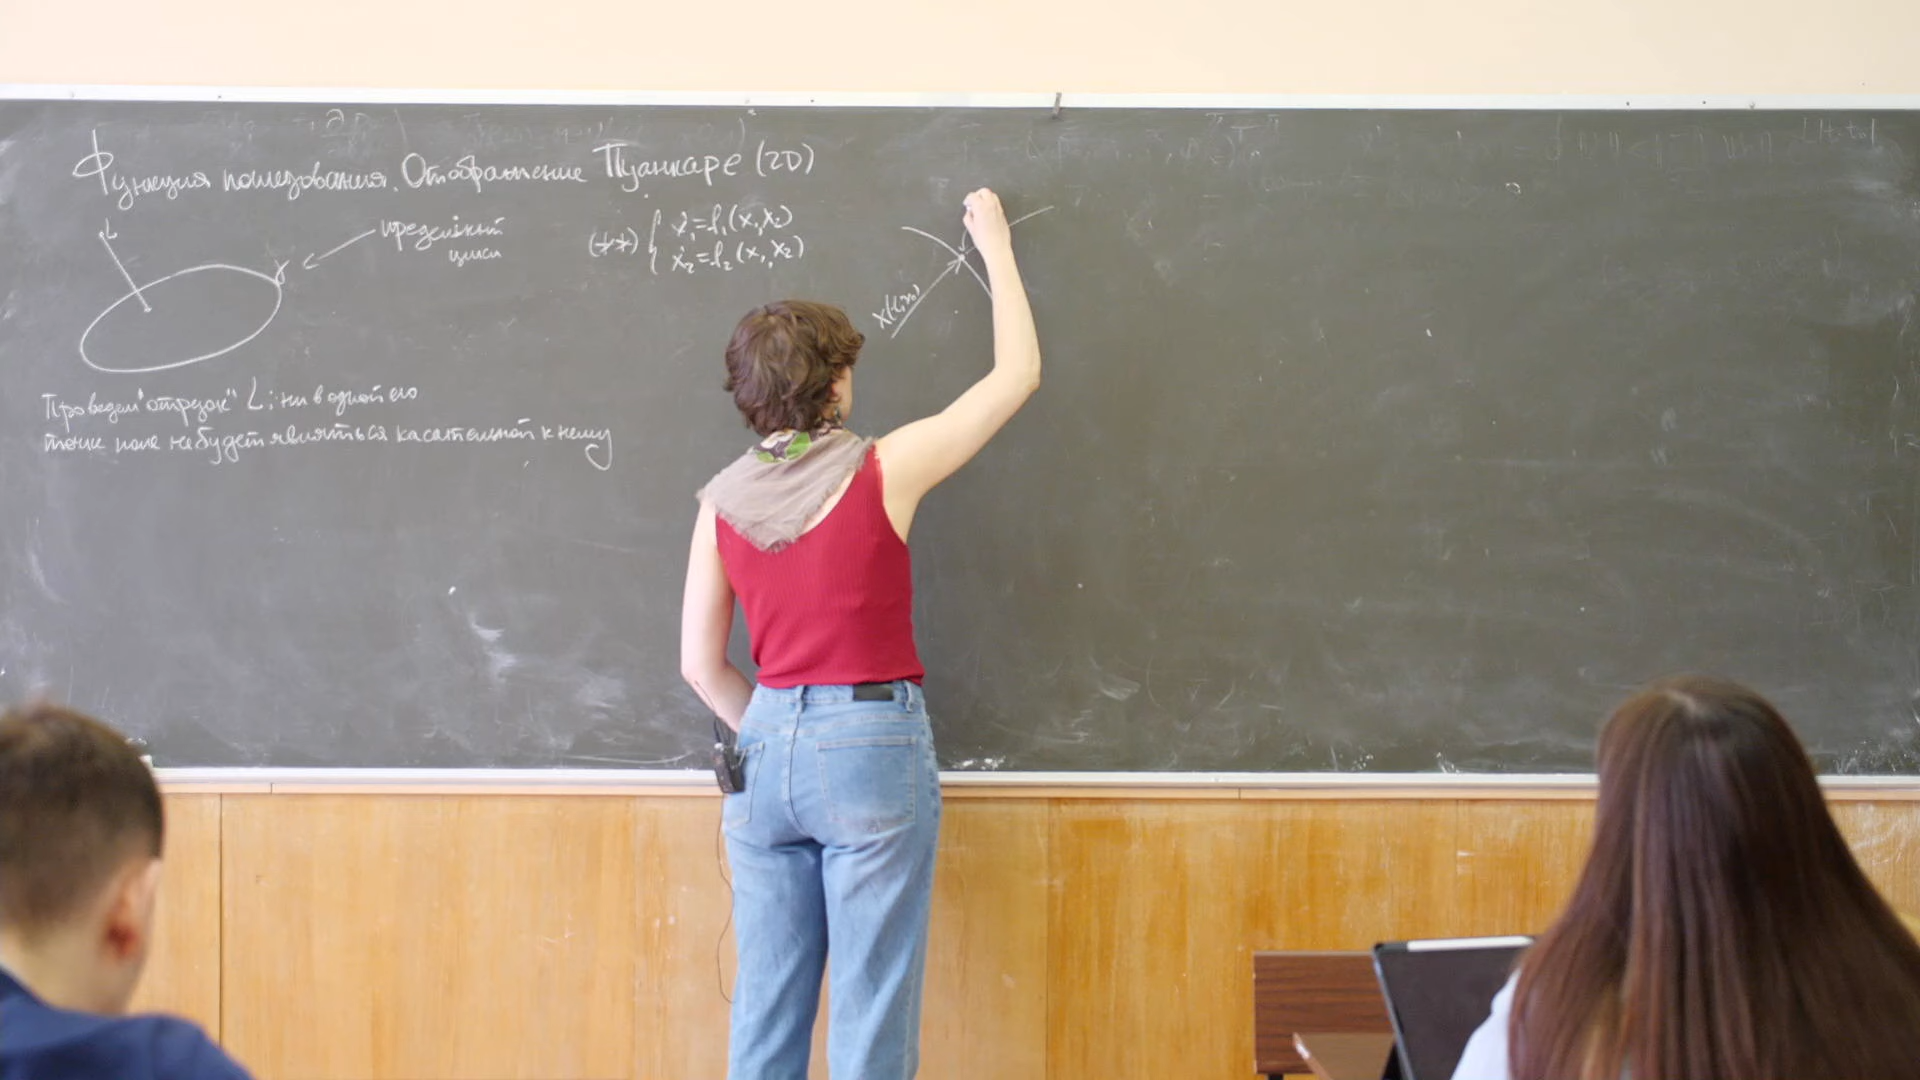 Функция последования. Отображение Пуанкаре (2D)
L
γ
предельный
цикл
(**) { ẋ₁=f₁(x₁,x₂)
ẋ₂=f₂(x₁,x₂)
x(t,x₀)
Проведем "отрезок" L: ни в одной его
точке поле не будет являться касательной к нему